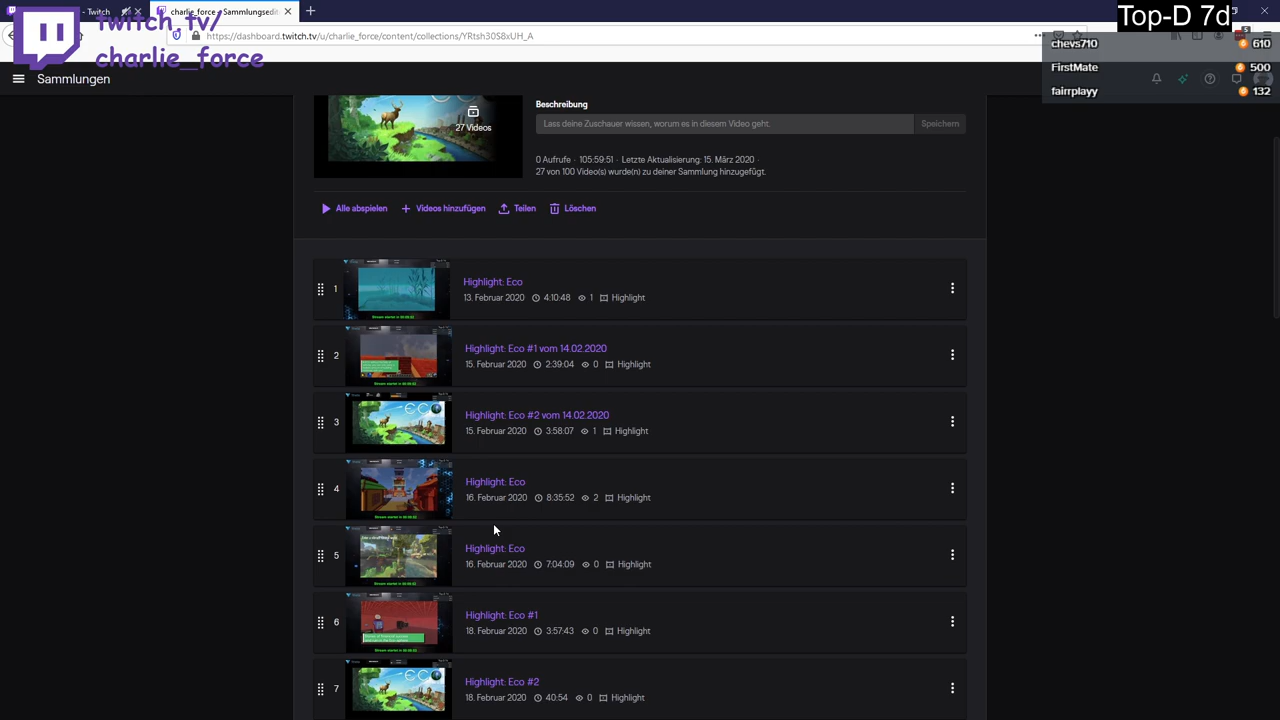 - Twitch
charlie_force - Sammlungsedit
Top-D 7d
twitch.tv/
charlie_force
https://dashboard.twitch.tv/u/charlie_force/content/collections/YRtsh30S8xUH_A
chevs710 610
FirstMate 500
fairrplayy 132
Sammlungen
27 Videos
Beschreibung
Lass deine Zuschauer wissen, worum es in diesem Video geht.
Speichern
0 Aufrufe · 105:59:51 · Letzte Aktualisierung: 15. März 2020 ·
27 von 100 Video(s) wurde(n) zu deiner Sammlung hinzugefügt.
Alle abspielen
Videos hinzufügen
Teilen
Löschen
1
Highlight: Eco
13. Februar 2020 4:10:48 1 Highlight
2
Highlight: Eco #1 vom 14.02.2020
15. Februar 2020 2:39:04 0 Highlight
3
Highlight: Eco #2 vom 14.02.2020
15. Februar 2020 3:58:07 1 Highlight
4
Highlight: Eco
16. Februar 2020 8:35:52 2 Highlight
5
Highlight: Eco
16. Februar 2020 7:04:09 0 Highlight
6
Highlight: Eco #1
18. Februar 2020 3:57:43 0 Highlight
7
Highlight: Eco #2
18. Februar 2020 40:54 0 Highlight